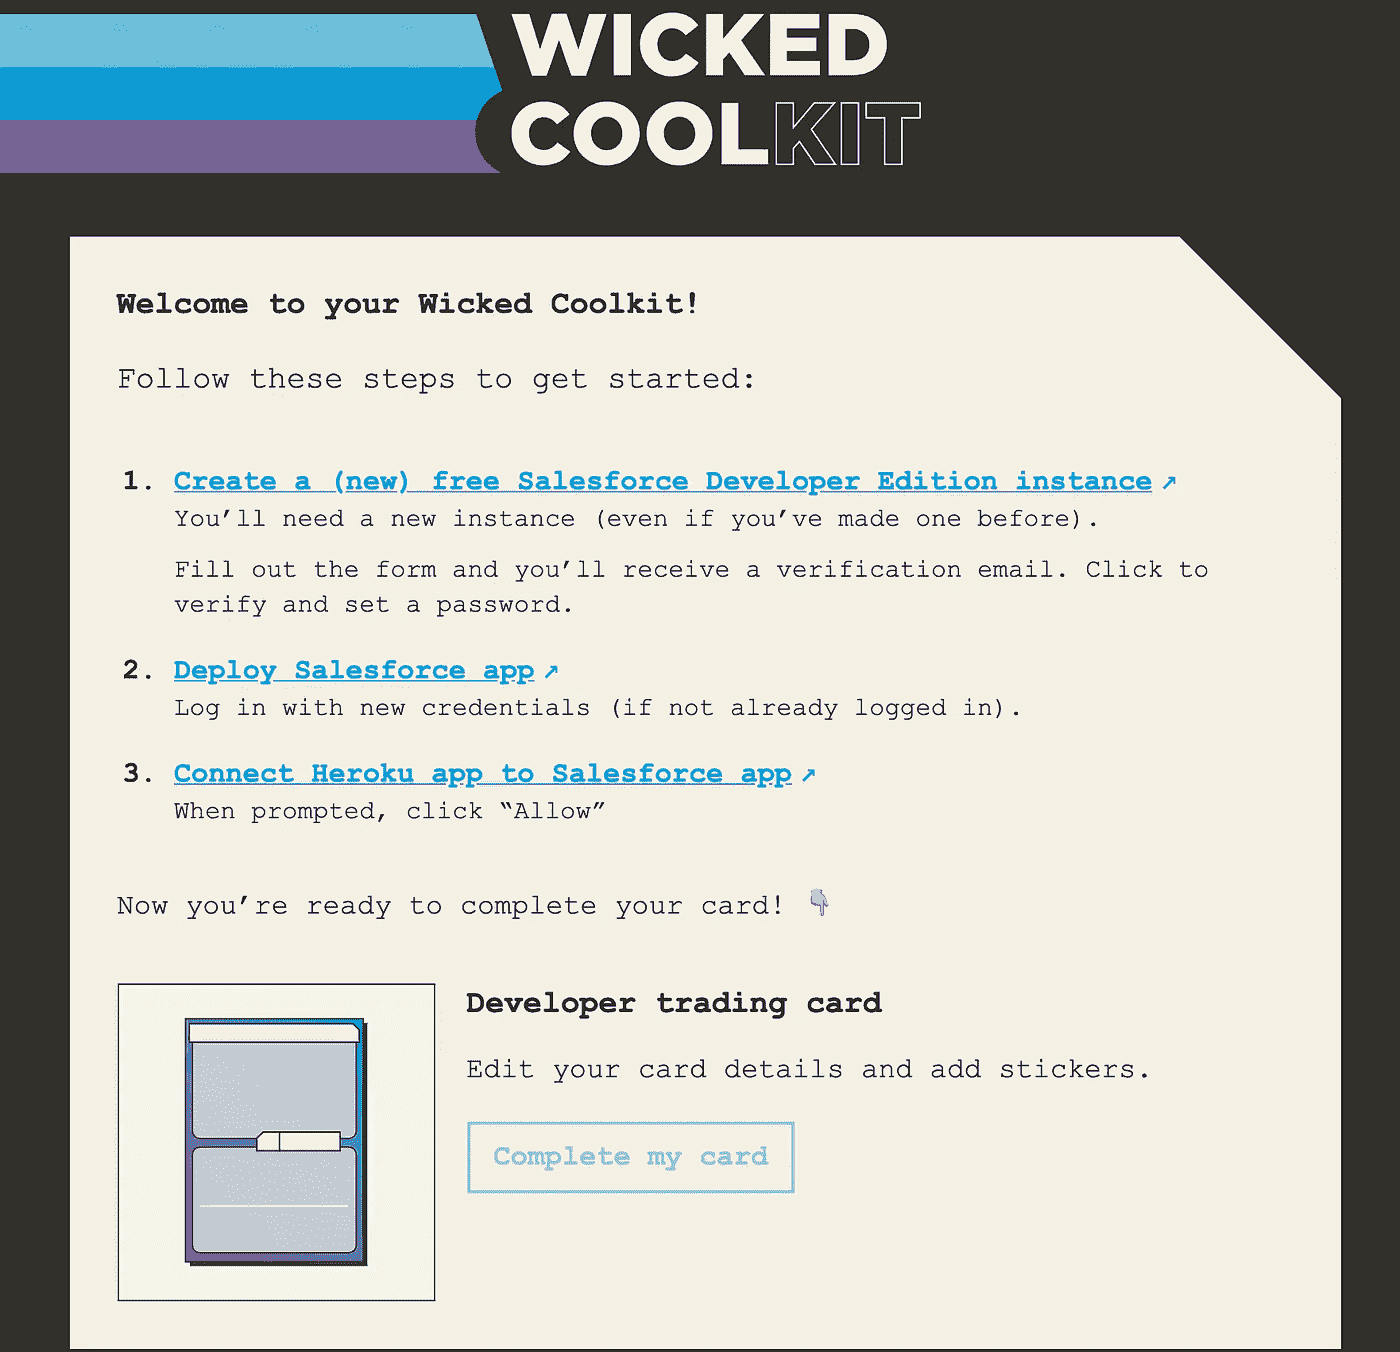 WICKED
COOLKIT
Welcome to your Wicked Coolkit!
Follow these steps to get started:
1. Create a (new) free Salesforce Developer Edition instance ↗
You’ll need a new instance (even if you’ve made one before).
Fill out the form and you’ll receive a verification email. Click to
verify and set a password.
2. Deploy Salesforce app ↗
Log in with new credentials (if not already logged in).
3. Connect Heroku app to Salesforce app ↗
When prompted, click “Allow”
Now you’re ready to complete your card! 👇
Developer trading card
Edit your card details and add stickers.
Complete my card